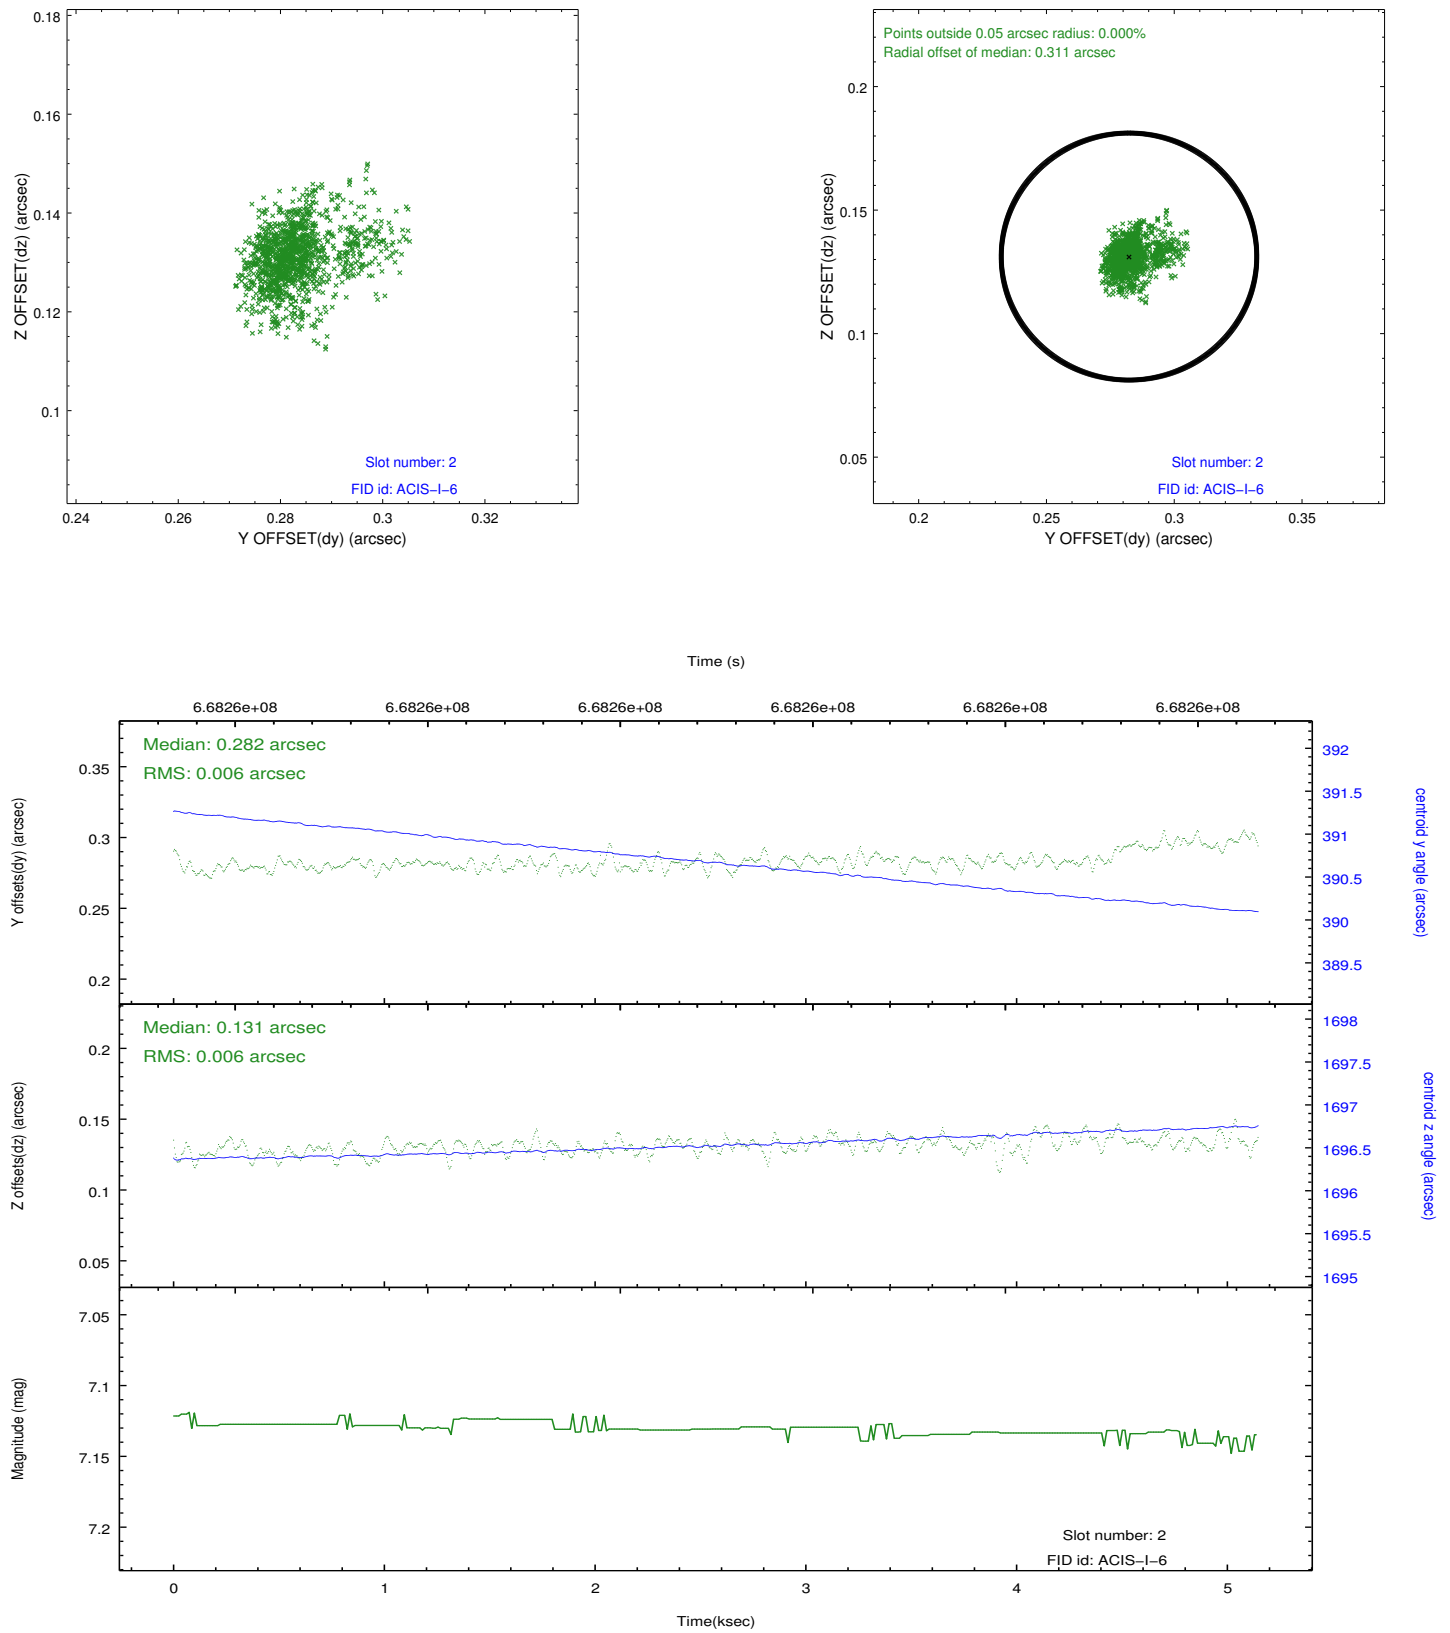 0.18
0.16
0.14
0.12
0.1
Z OFFSET(dz) (arcsec)
Slot number: 2
FID id: ACIS−I−6
0.24
0.26
0.28
0.3
0.32
Y OFFSET(dy) (arcsec)
Points outside 0.05 arcsec radius: 0.000%
Radial offset of median: 0.311 arcsec
0.2
0.15
0.1
0.05
Z OFFSET(dz) (arcsec)
Slot number: 2
FID id: ACIS−I−6
0.2
0.25
0.3
0.35
Y OFFSET(dy) (arcsec)
Time (s)
6.6826e+08
6.6826e+08
6.6826e+08
6.6826e+08
6.6826e+08
6.6826e+08
Median: 0.282 arcsec
RMS: 0.006 arcsec
0.35
0.3
0.25
0.2
Y offsets(dy) (arcsec)
392
391.5
391
390.5
390
389.5
centroid y angle (arcsec)
Median: 0.131 arcsec
RMS: 0.006 arcsec
0.2
0.15
0.1
0.05
Z offsets(dz) (arcsec)
1698
1697.5
1697
1696.5
1696
1695.5
1695
centroid z angle (arcsec)
7.05
7.1
7.15
7.2
Magnitude (mag)
Slot number: 2
FID id: ACIS−I−6
0
1
2
3
4
5
Time(ksec)